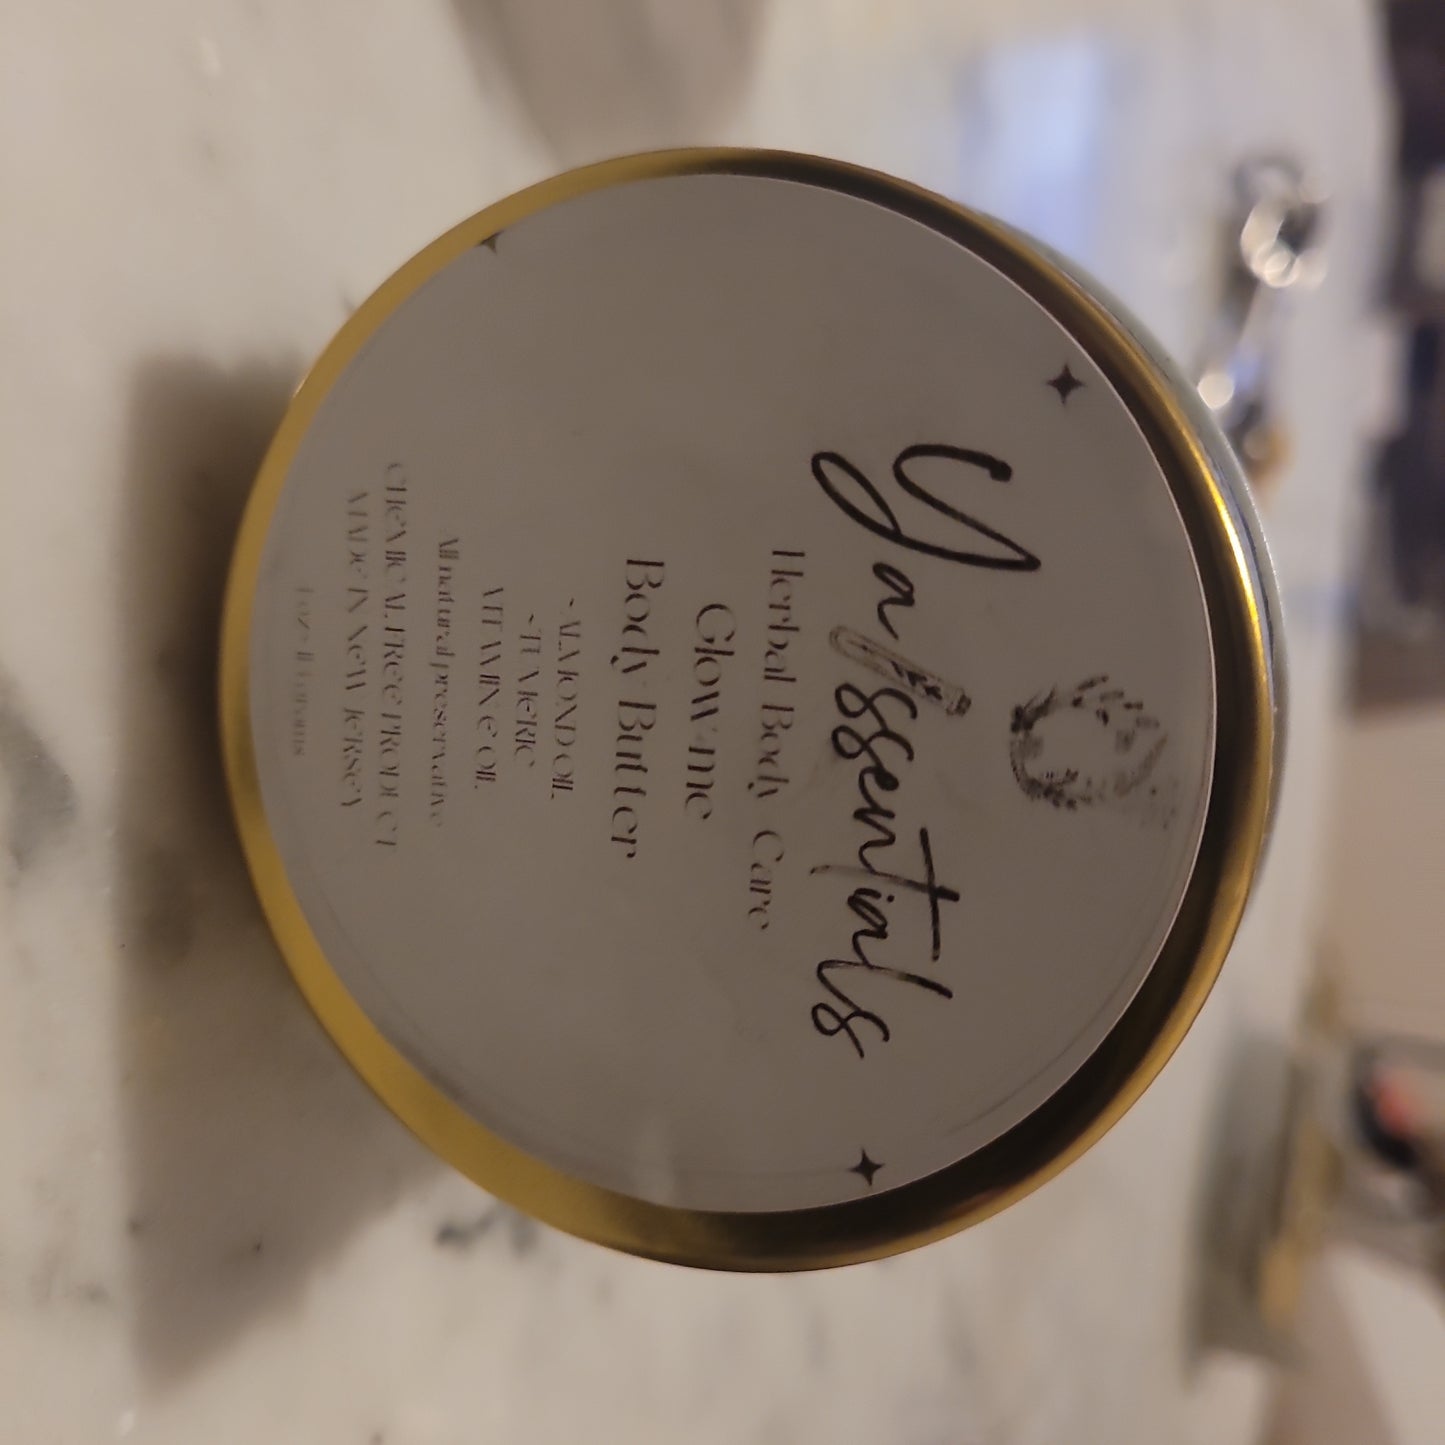 Yahssentials
Herbal Body Care
Glow me
Body Butter
~ALMOND OIL
~TUMERIC
VITAMIN E OIL
All natural preservative
CHEMICAL FREE PRODUCT
MADE IN NEW JERSEY